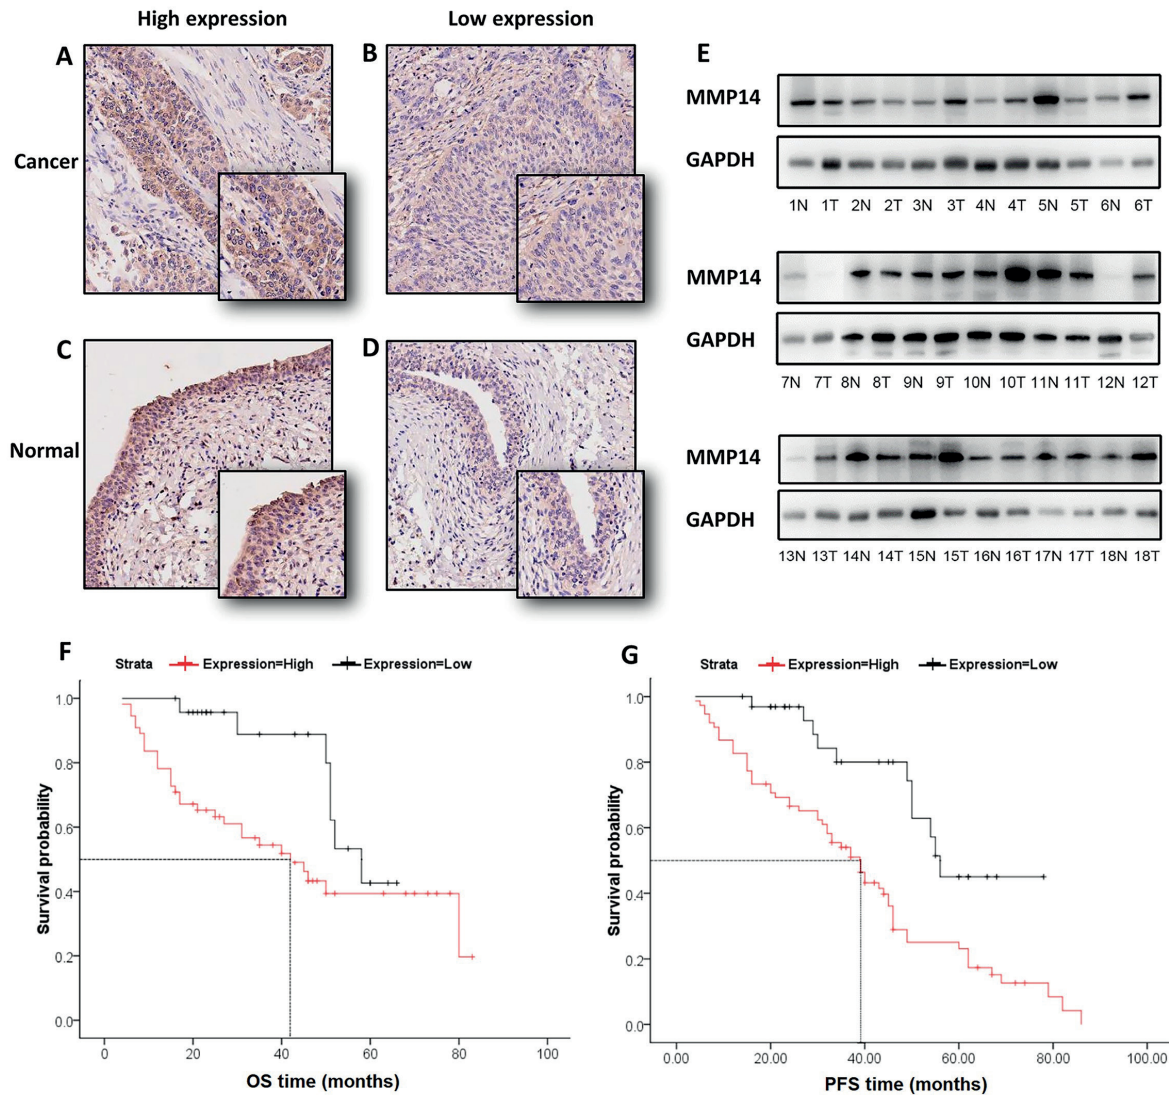 High expression
Low expression
A
B
E
Cancer
MMP14
GAPDH
1N 1T 2N 2T 3N 3T 4N 4T 5N 5T 6N 6T
MMP14
GAPDH
7N 7T 8N 8T 9N 9T 10N 10T 11N 11T 12N 12T
C
D
Normal
MMP14
GAPDH
13N 13T 14N 14T 15N 15T 16N 16T 17N 17T 18N 18T
F
Strata Expression=High Expression=Low
Survival probability
1.0
0.8
0.6
0.4
0.2
0.0
0 20 40 60 80 100
OS time (months)
G
Strata Expression=High Expression=Low
Survival probability
1.0
0.8
0.6
0.4
0.2
0.0
0.00 20.00 40.00 60.00 80.00 100.00
PFS time (months)